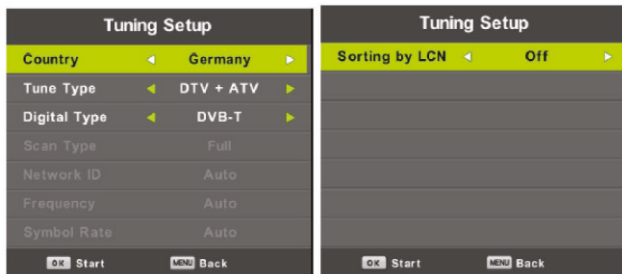 Tuning Setup
Country Germany
Tune Type DTV + ATV
Digital Type DVB-T
Scan Type Full
Network ID Auto
Frequency Auto
Symbol Rate Auto
OK Start MENU Back
Tuning Setup
Sorting by LCN Off
OK Start MENU Back